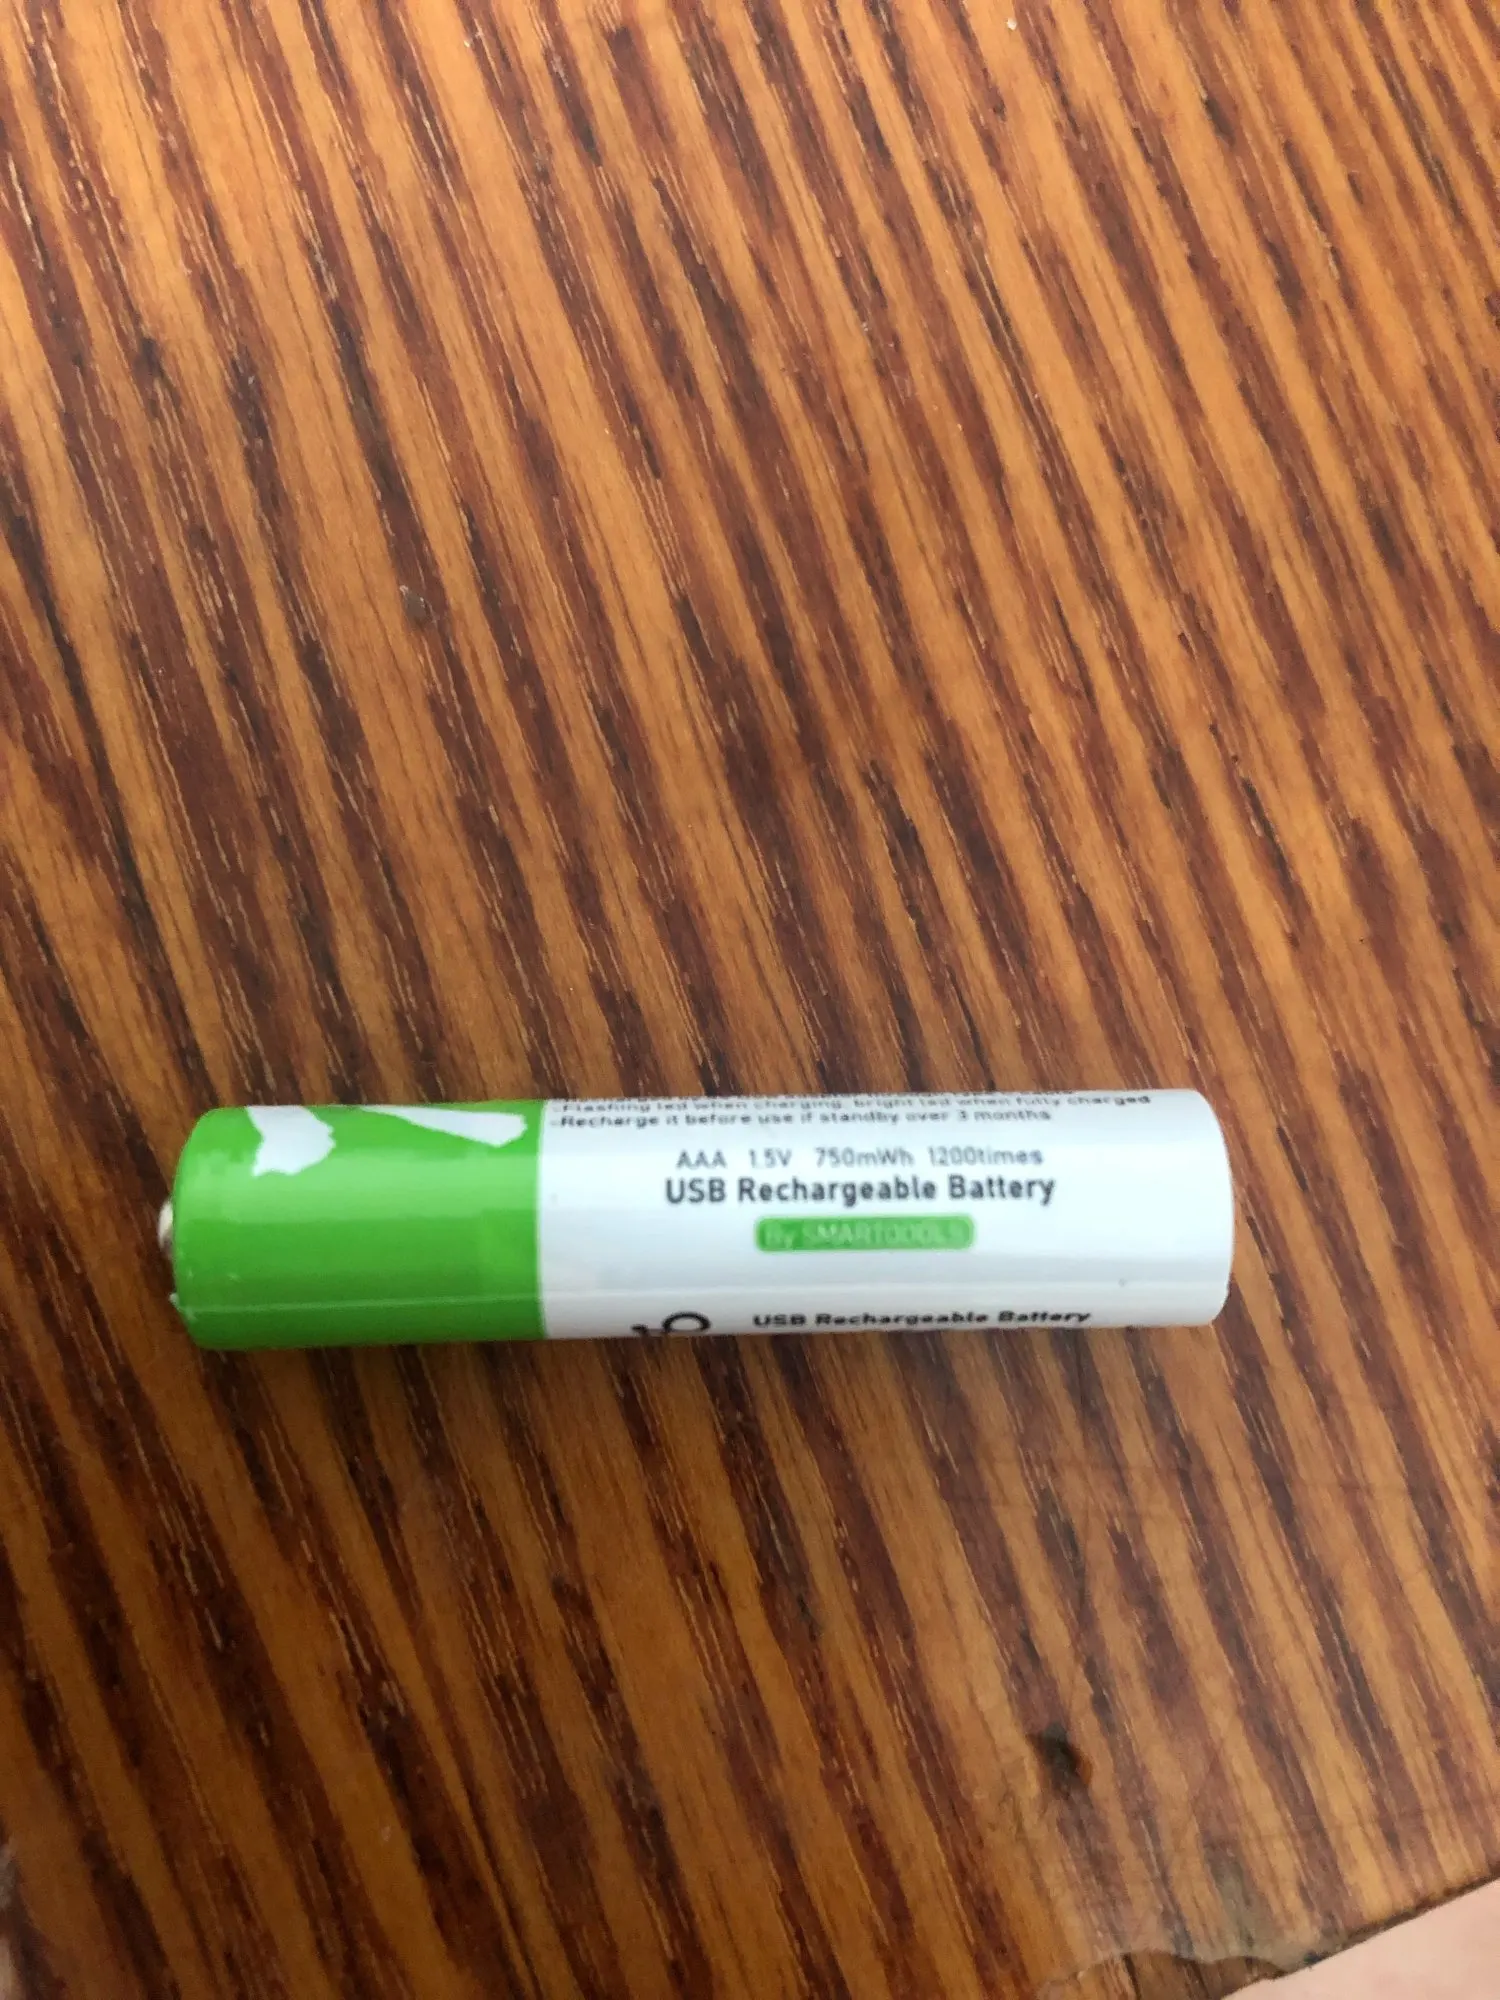 -Flashing led when charging, bright led when fully charged
-Recharge it before use if standby over 3 months
AAA 1.5V 750mWh 1200times
USB Rechargeable Battery
By SMARTOOOLS
USB Rechargeable Battery